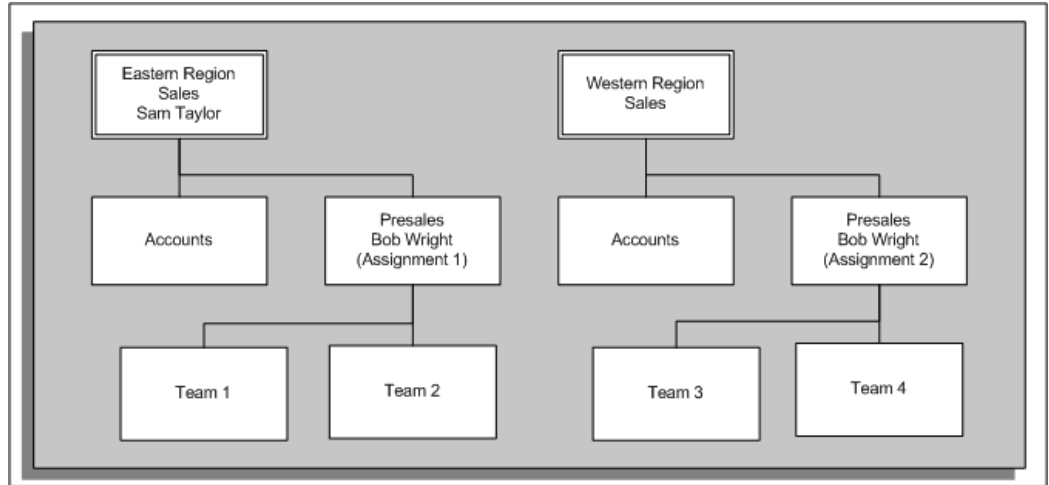 Eastern Region
Sales
Sam Taylor
Western Region
Sales
Accounts
Presales
Bob Wright
(Assignment 1)
Accounts
Presales
Bob Wright
(Assignment 2)
Team 1
Team 2
Team 3
Team 4